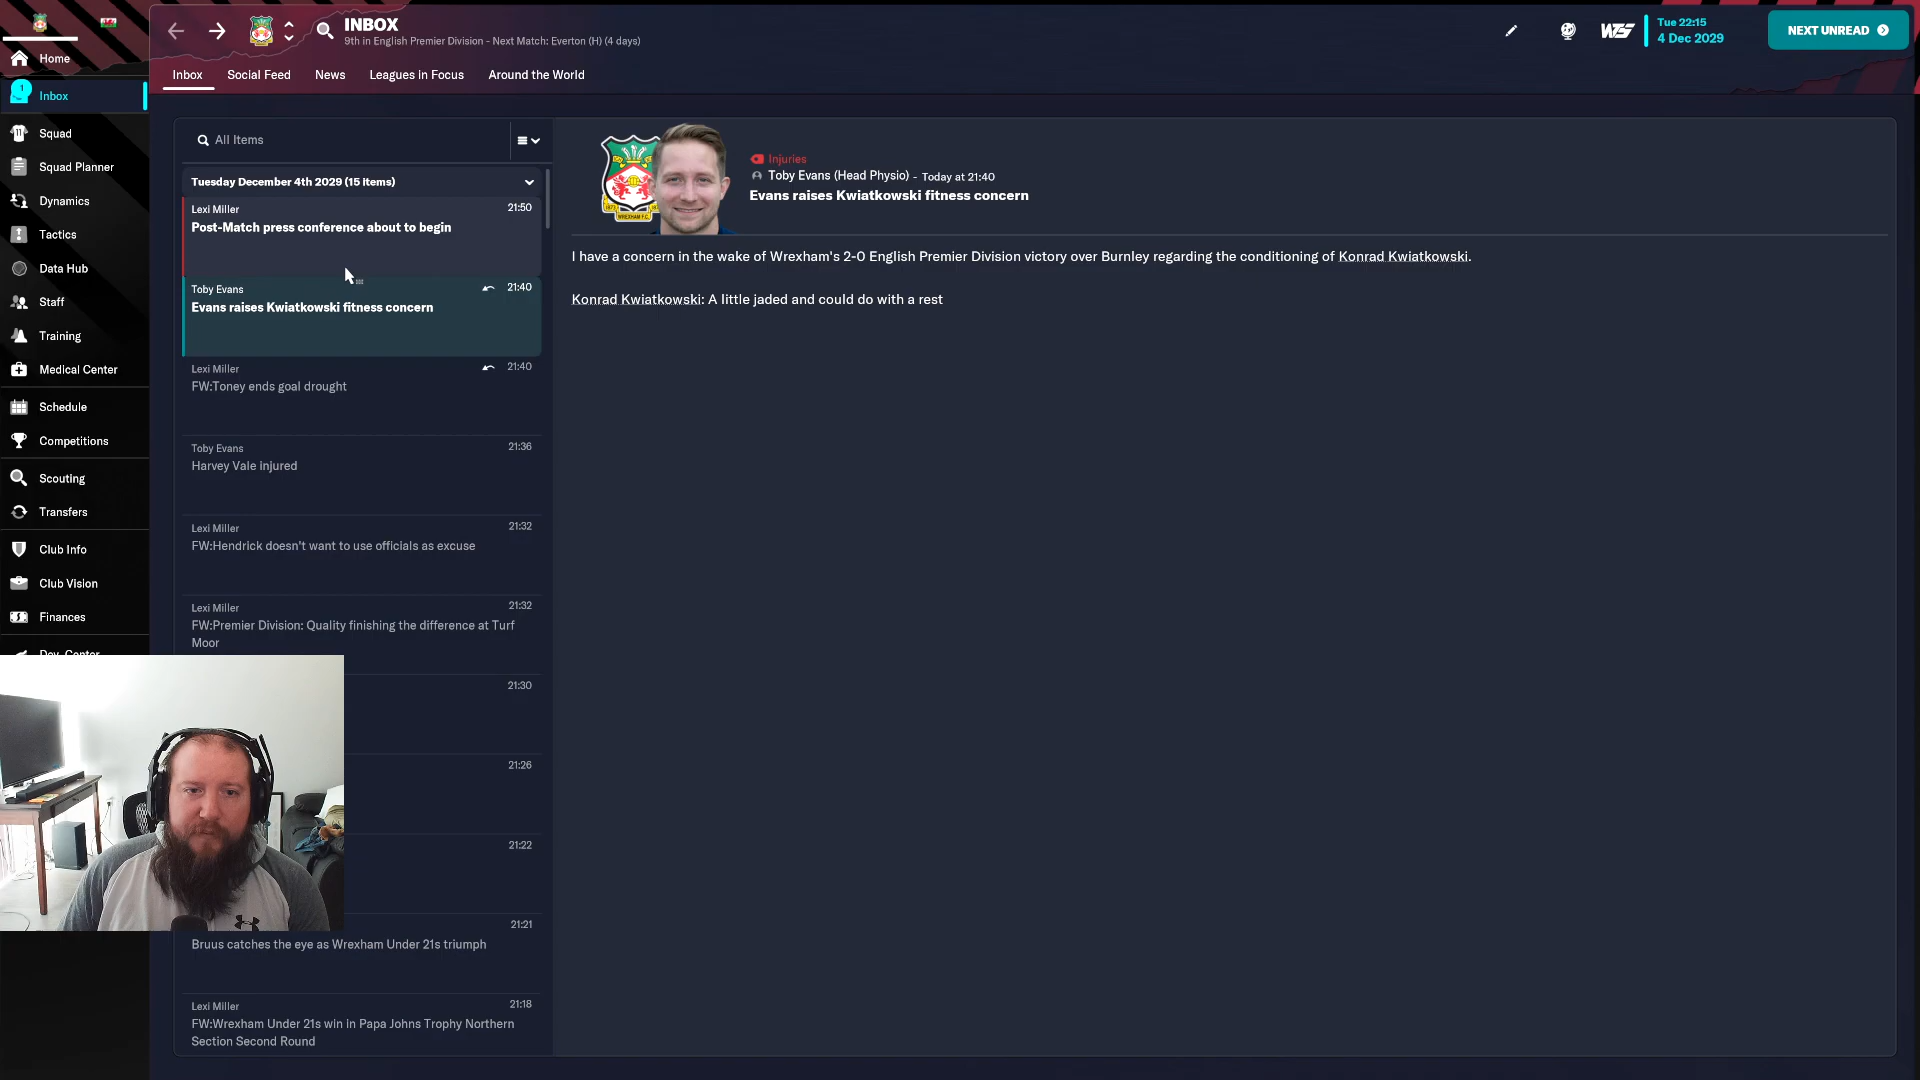 INBOX
9th in English Premier Division - Next Match: Everton (H) (4 days)
Tue 22:15
4 Dec 2029
NEXT UNREAD
Inbox
Social Feed
News
Leagues in Focus
Around the World
Home
1
Inbox
Squad
Squad Planner
Dynamics
Tactics
Data Hub
Staff
Training
Medical Center
Schedule
Competitions
Scouting
Transfers
Club Info
Club Vision
Finances
Dev. Center
All Items
Tuesday December 4th 2029 (15 Items)
Lexi Miller 21:50
Post-Match press conference about to begin
Toby Evans 21:40
Evans raises Kwiatkowski fitness concern
Lexi Miller 21:40
FW:Toney ends goal drought
Toby Evans 21:36
Harvey Vale injured
Lexi Miller 21:32
FW:Hendrick doesn't want to use officials as excuse
Lexi Miller 21:32
FW:Premier Division: Quality finishing the difference at Turf
Moor
21:30
21:26
21:22
21:21
Bruus catches the eye as Wrexham Under 21s triumph
Lexi Miller 21:18
FW:Wrexham Under 21s win in Papa Johns Trophy Northern
Section Second Round
Injuries
Toby Evans (Head Physio) - Today at 21:40
Evans raises Kwiatkowski fitness concern
I have a concern in the wake of Wrexham's 2-0 English Premier Division victory over Burnley regarding the conditioning of Konrad Kwiatkowski.
Konrad Kwiatkowski: A little jaded and could do with a rest